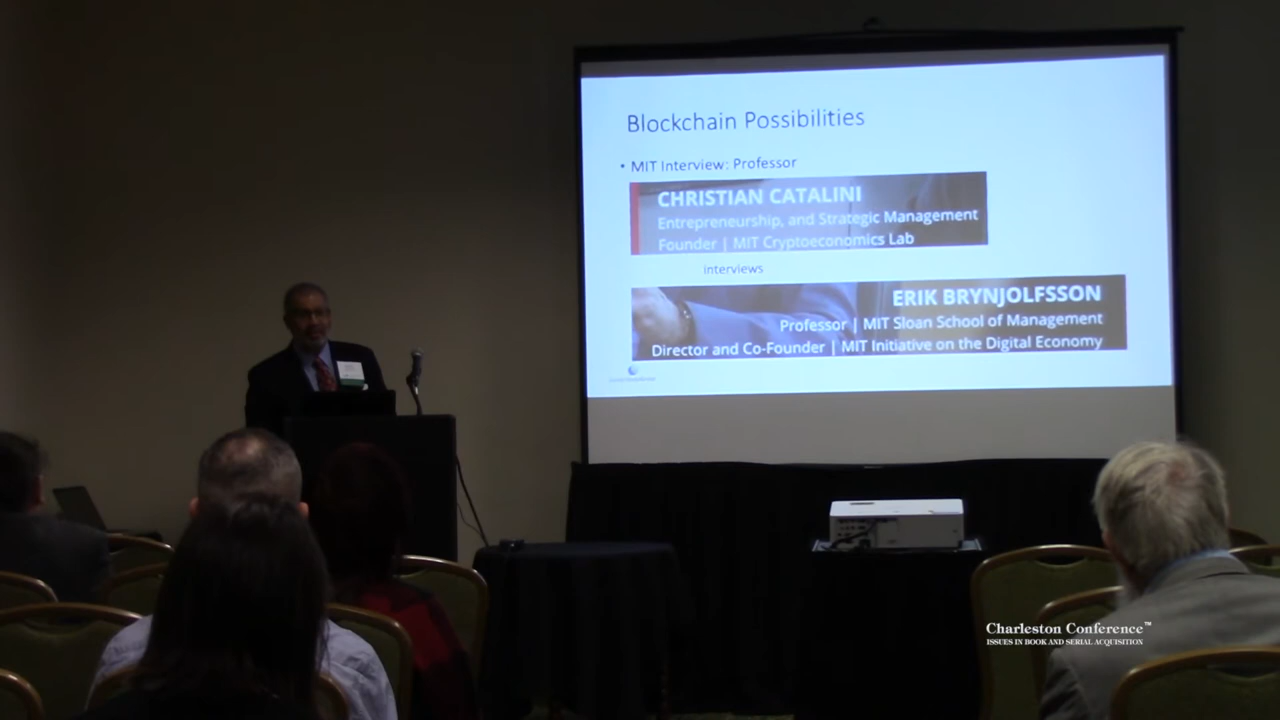 Blockchain Possibilities
• MIT Interview: Professor
CHRISTIAN CATALINI
Entrepreneurship, and Strategic Management
Founder | MIT Cryptoeconomics Lab
interviews
ERIK BRYNJOLFSSON
Professor | MIT Sloan School of Management
Director and Co-Founder | MIT Initiative on the Digital Economy
Charleston Conference™
ISSUES IN BOOK AND SERIAL ACQUISITION